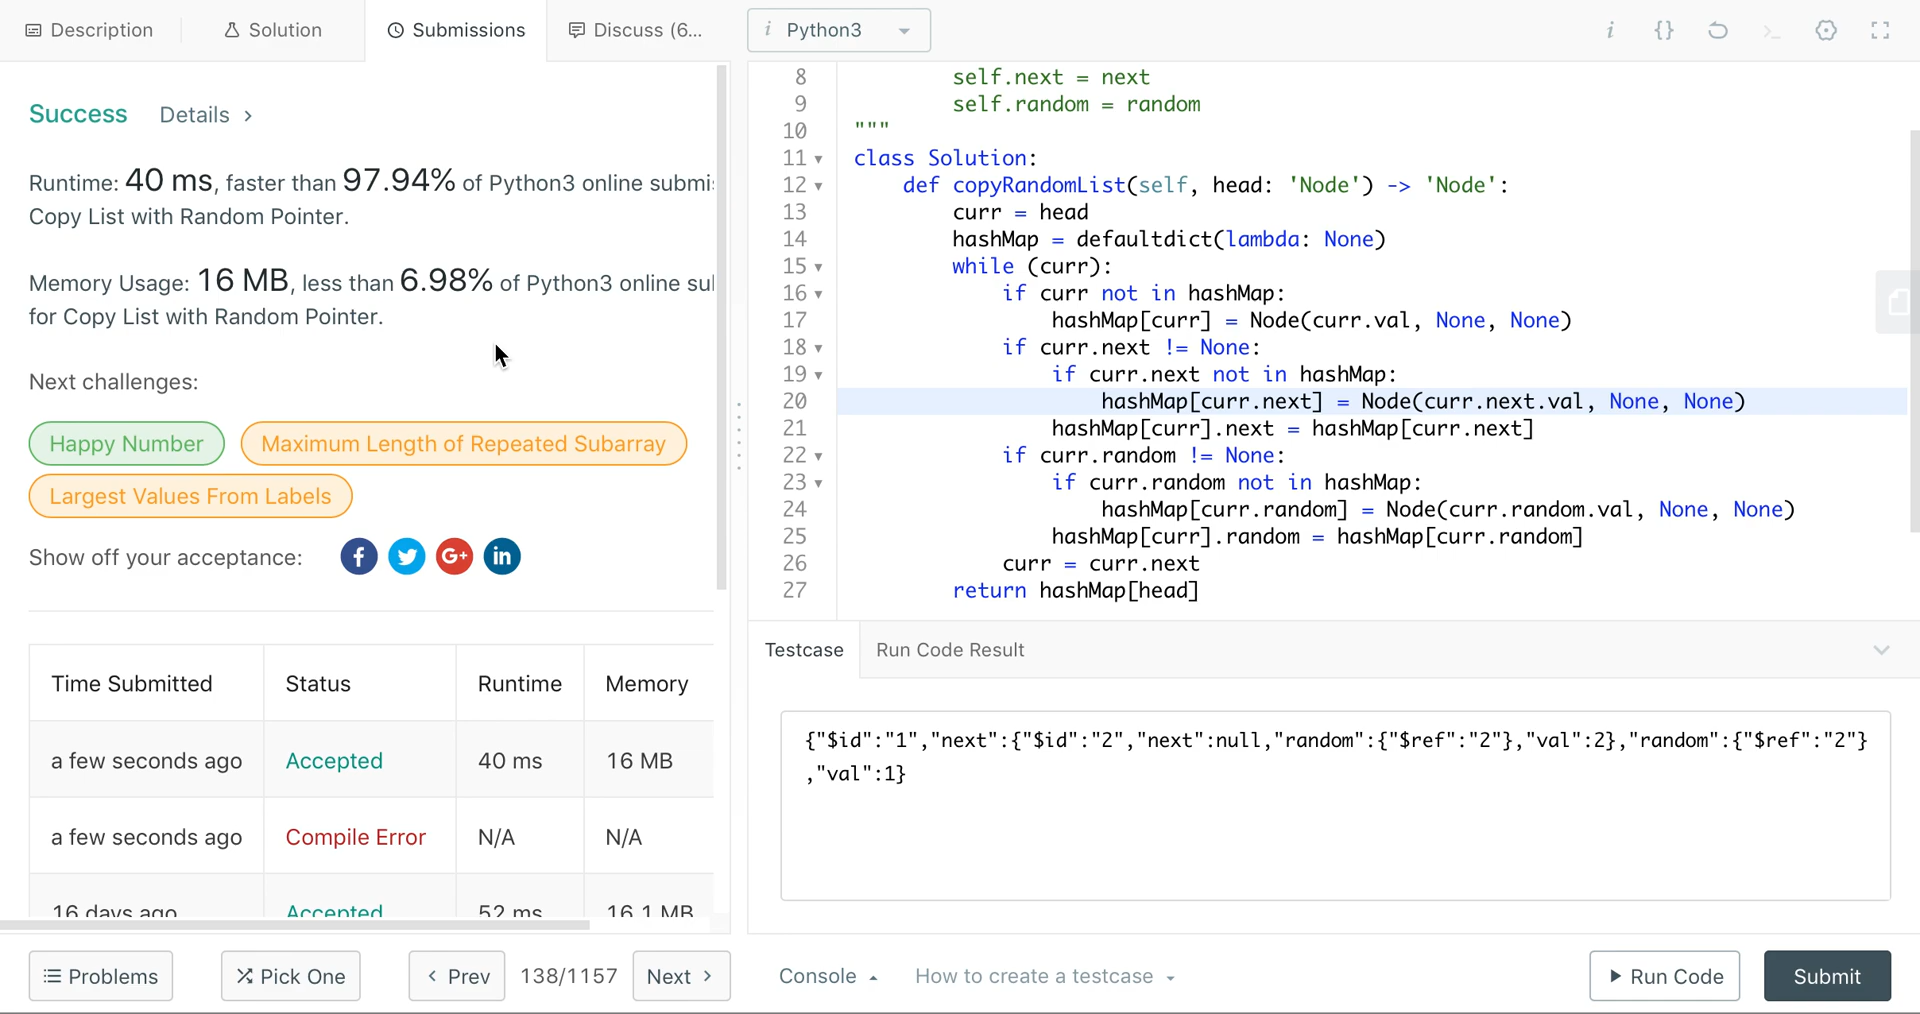 Description
Solution
Submissions
Discuss (6...
i Python3
i {} >_
Success Details >
Runtime: 40 ms, faster than 97.94% of Python3 online submi
Copy List with Random Pointer.
Memory Usage: 16 MB, less than 6.98% of Python3 online su
for Copy List with Random Pointer.
Next challenges:
Happy Number
Maximum Length of Repeated Subarray
Largest Values From Labels
Show off your acceptance: f G+ in
Time Submitted Status Runtime Memory
a few seconds ago Accepted 40 ms 16 MB
a few seconds ago Compile Error N/A N/A
16 days ago Accepted 52 ms 16.1 MB
Problems
Pick One
< Prev
138/1157
Next >
8         self.next = next
9         self.random = random
10 """
11 class Solution:
12     def copyRandomList(self, head: 'Node') -> 'Node':
13         curr = head
14         hashMap = defaultdict(lambda: None)
15         while (curr):
16             if curr not in hashMap:
17                 hashMap[curr] = Node(curr.val, None, None)
18             if curr.next != None:
19                 if curr.next not in hashMap:
20                     hashMap[curr.next] = Node(curr.next.val, None, None)
21                 hashMap[curr].next = hashMap[curr.next]
22             if curr.random != None:
23                 if curr.random not in hashMap:
24                     hashMap[curr.random] = Node(curr.random.val, None, None)
25                 hashMap[curr].random = hashMap[curr.random]
26             curr = curr.next
27         return hashMap[head]
Testcase
Run Code Result
{"$id":"1","next":{"$id":"2","next":null,"random":{"$ref":"2"},"val":2},"random":{"$ref":"2"}
,"val":1}
Console
How to create a testcase
Run Code
Submit